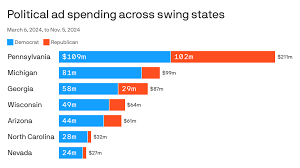 Political ad spending across swing states
March 6, 2024, to Nov. 5, 2024
Democrat Republican
Pennsylvania $109m 102m $211m
Michigan 81m $99m
Georgia 58m 29m $87m
Wisconsin 49m $64m
Arizona 44m $61m
North Carolina 28m $32m
Nevada 24m $27m